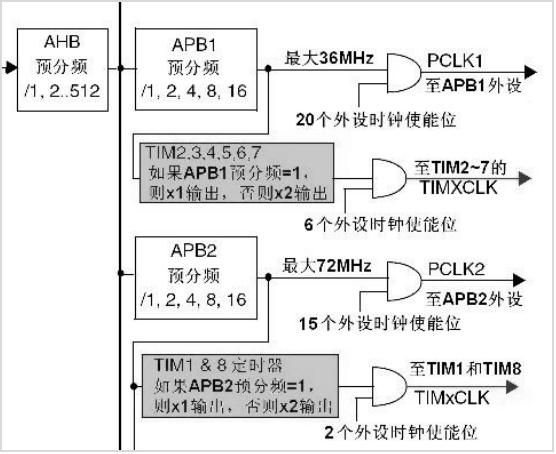 AHB
预分频
/1, 2..512
APB1
预分频
/1, 2, 4, 8, 16
最大36MHz
PCLK1
至APB1外设
20个外设时钟使能位
TIM2,3,4,5,6,7
如果APB1预分频=1,
则x1输出，否则x2输出
至TIM2~7的
TIMXCLK
6个外设时钟使能位
APB2
预分频
/1, 2, 4, 8, 16
最大72MHz
PCLK2
至APB2外设
15个外设时钟使能位
TIM1 & 8 定时器
如果APB2预分频=1,
则x1输出，否则x2输出
至TIM1和TIM8
TIMxCLK
2个外设时钟使能位